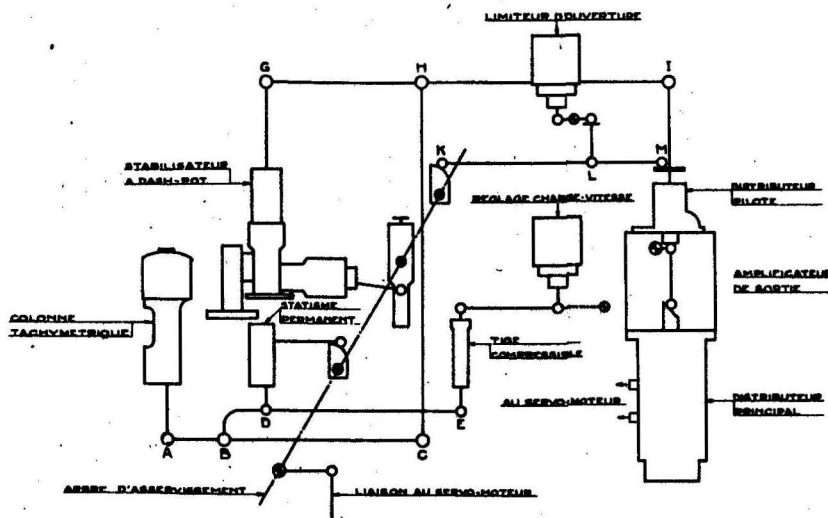 LIMITEUR D'OUVERTURE
G
H
I
K
L
M
STABILISATEUR
A DASH-POT
REGLAGE CHANGE-VITESSE
DISTRIBUTEUR
PILOTE
AMPLIFICATEUR
DE SORTIE
STATISME
PERMANENT
COLONNE
TACHYMETRIQUE
TIGE
COMPRESSIBLE
AU SERVO-MOTEUR
DISTRIBUTEUR
PRINCIPAL
D
E
A
B
C
ARBRE D'ASSERVISSEMENT
LIAISON AU SERVO-MOTEUR